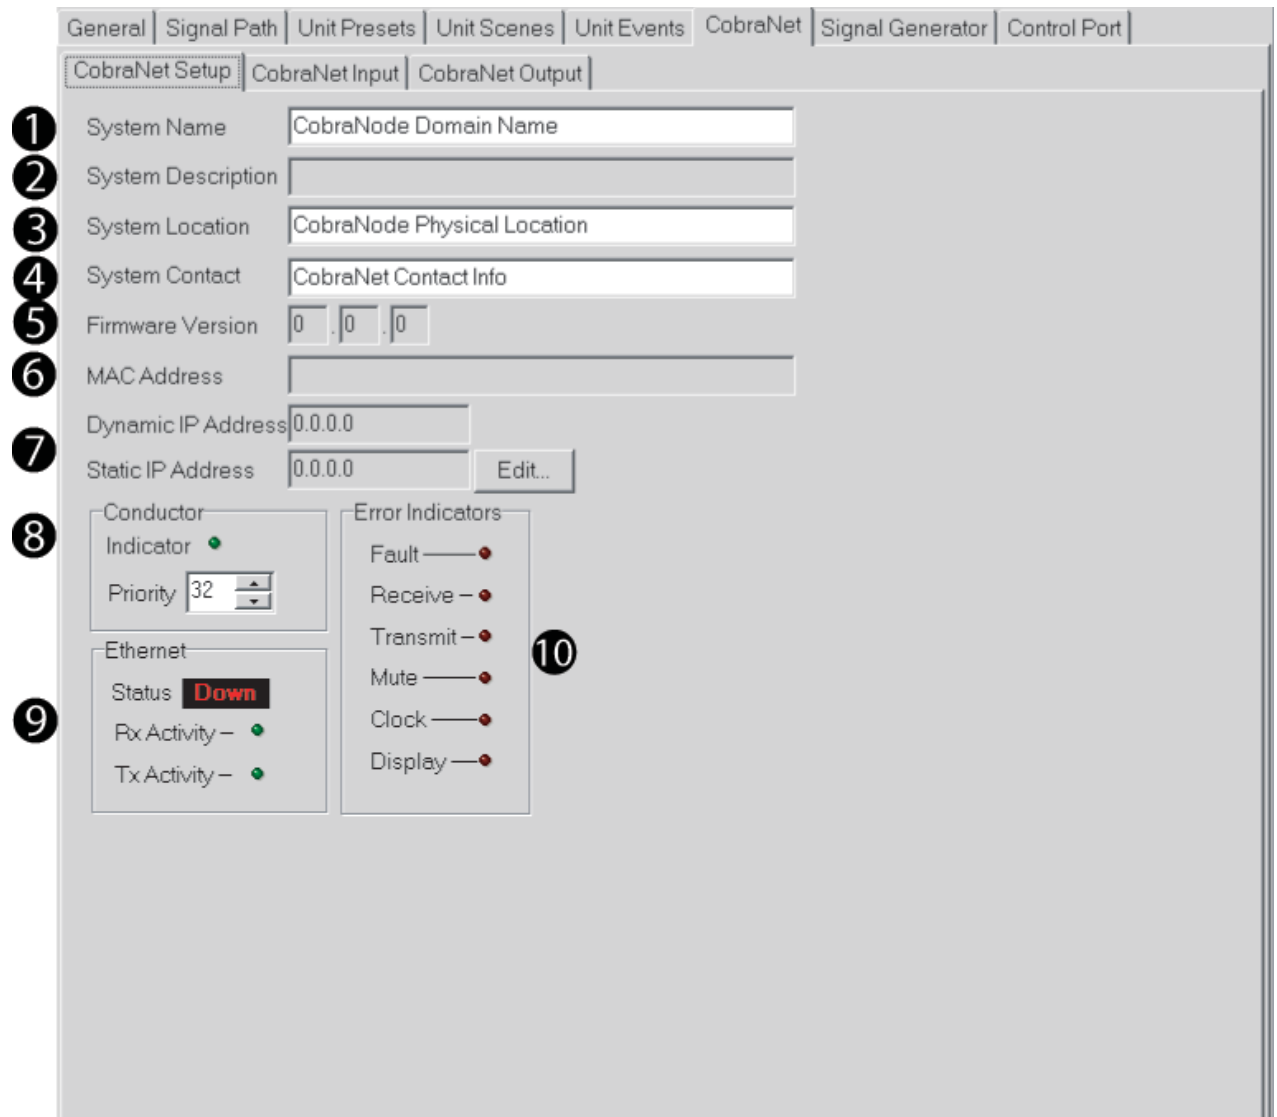 General Signal Path Unit Presets Unit Scenes Unit Events CobraNet Signal Generator Control Port
CobraNet Setup CobraNet Input CobraNet Output
1 System Name CobraNode Domain Name
2 System Description
3 System Location CobraNode Physical Location
4 System Contact CobraNet Contact Info
5 Firmware Version 0 . 0 . 0
6 MAC Address
Dynamic IP Address 0.0.0.0
7
Static IP Address 0.0.0.0 Edit...
Conductor
8 Indicator
Priority 32
Error Indicators
Fault
Receive
Transmit
Mute
Clock
Display
10
Ethernet
Status Down
9 Rx Activity
Tx Activity